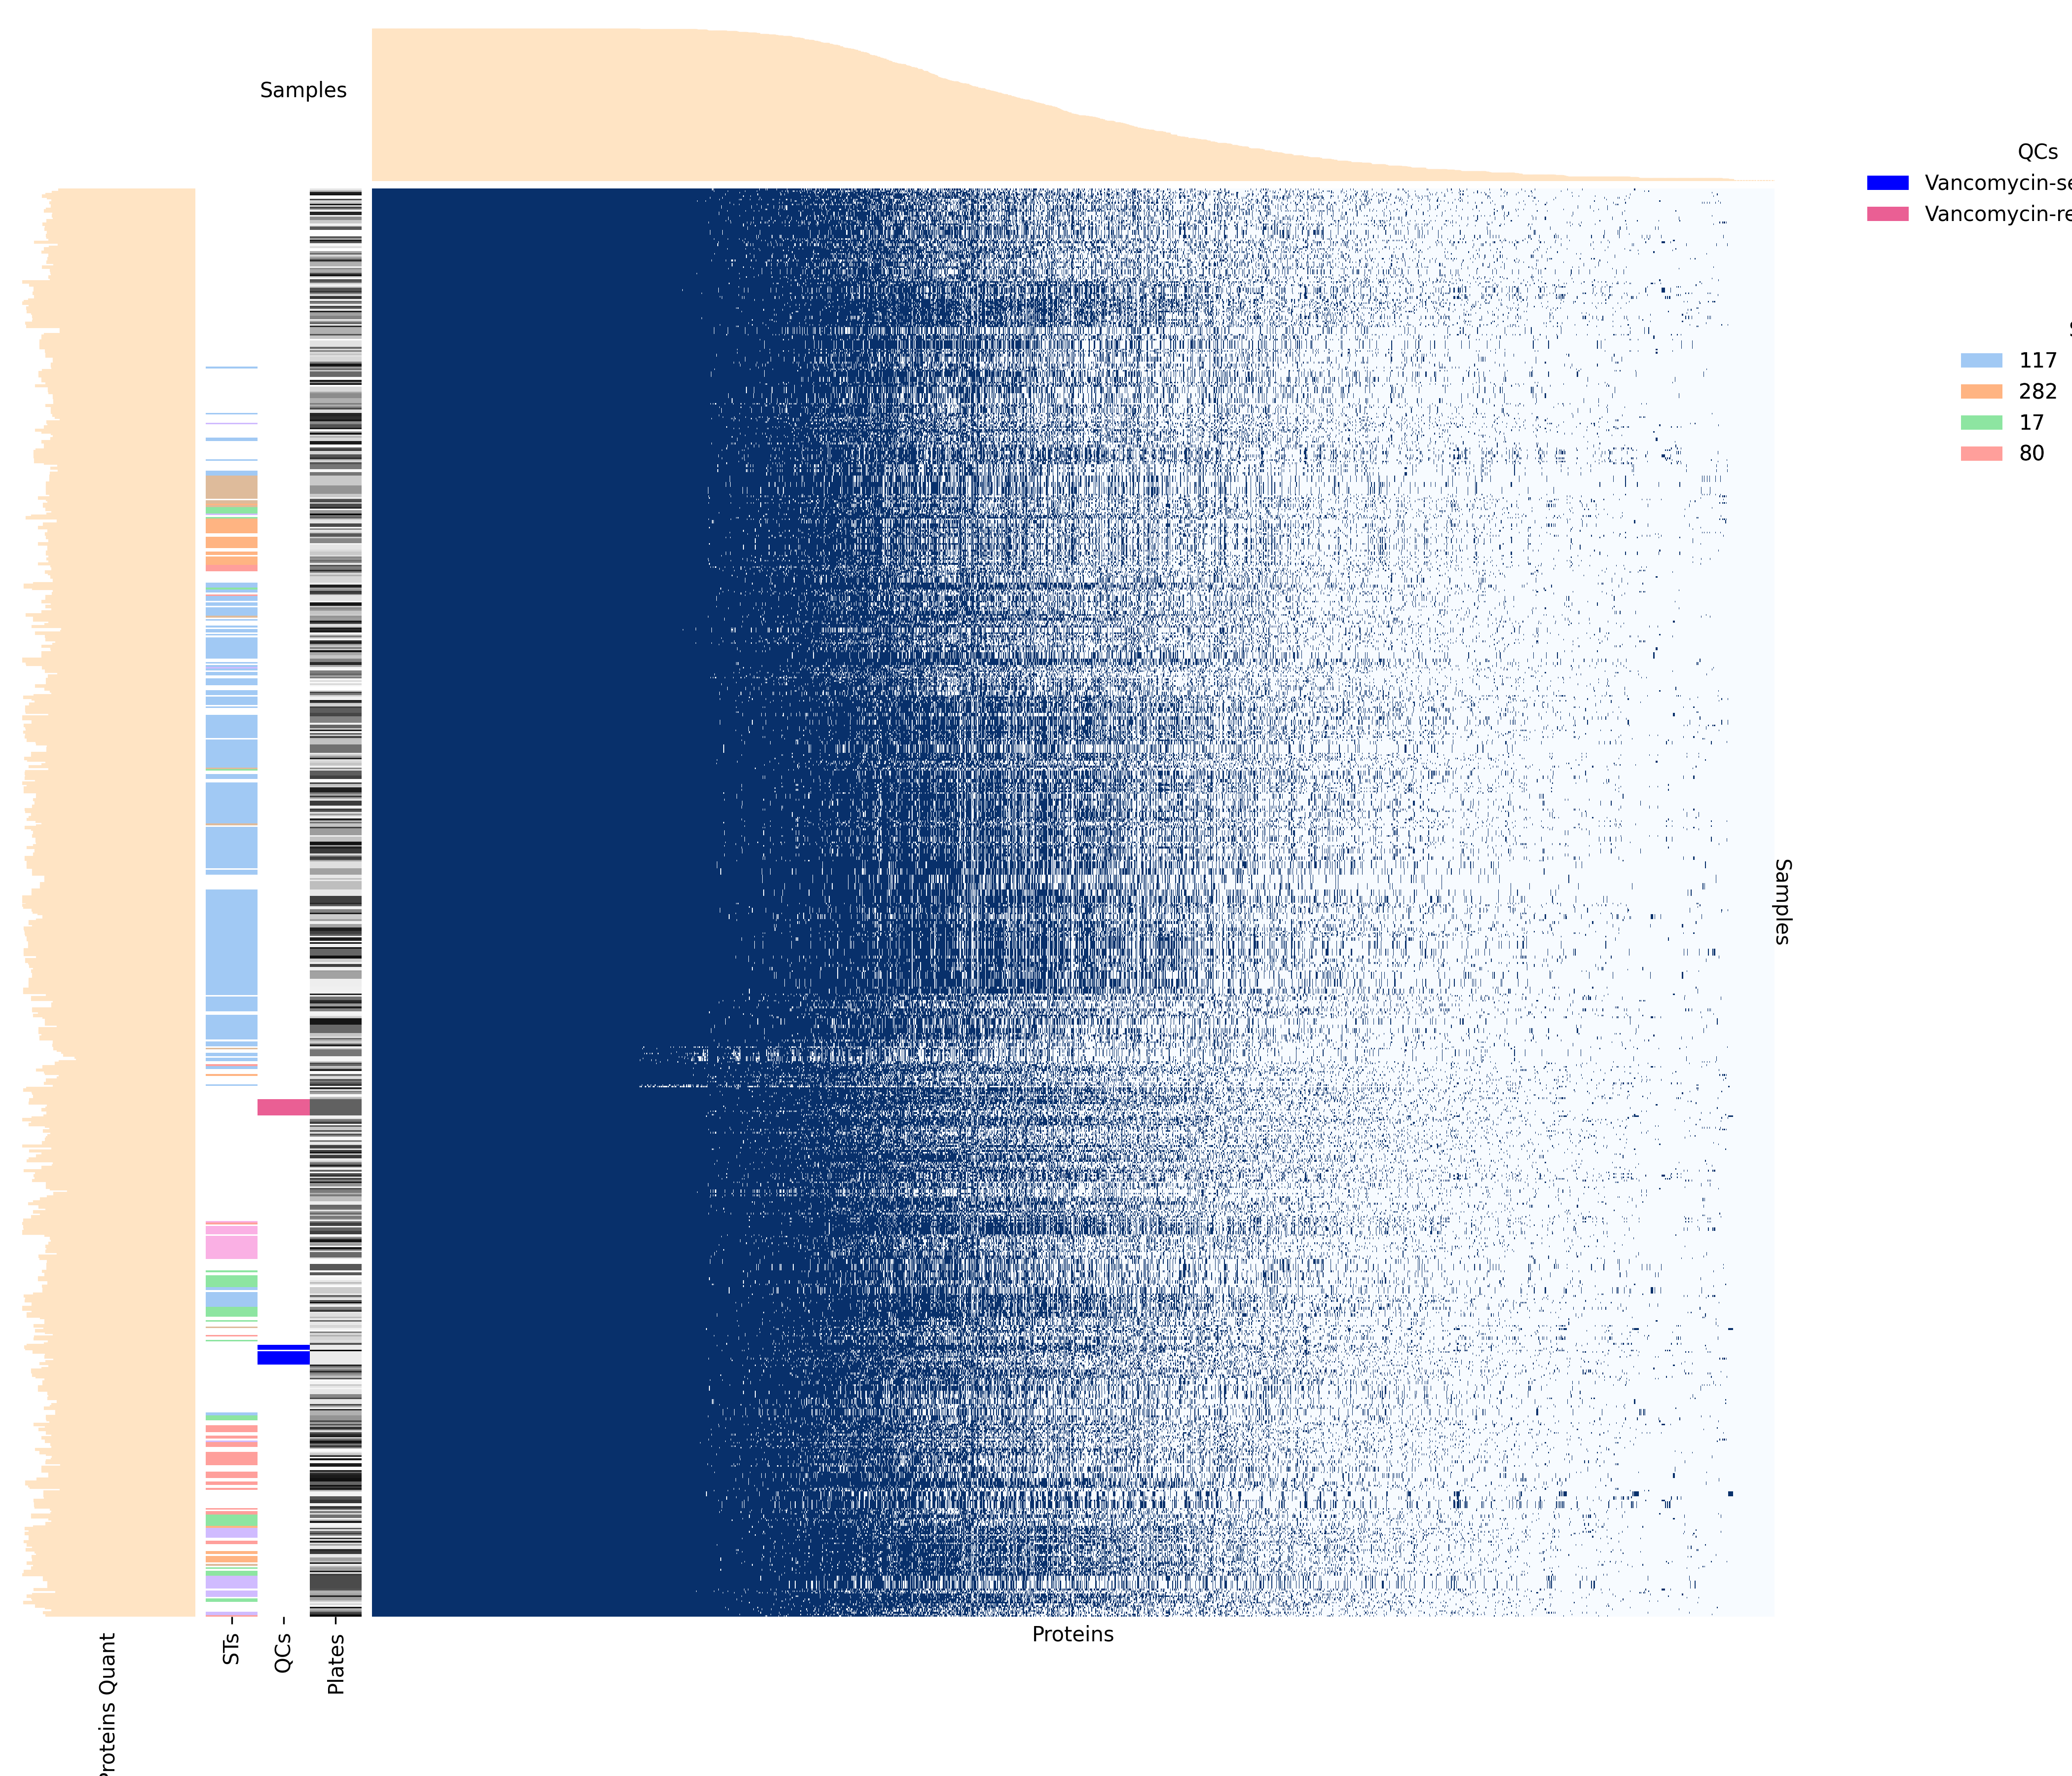 Samples
QCs
Vancomycin-se
Vancomycin-re
117
282
17
80
Samples
Proteins
Proteins Quant
STs
QCs
Plates